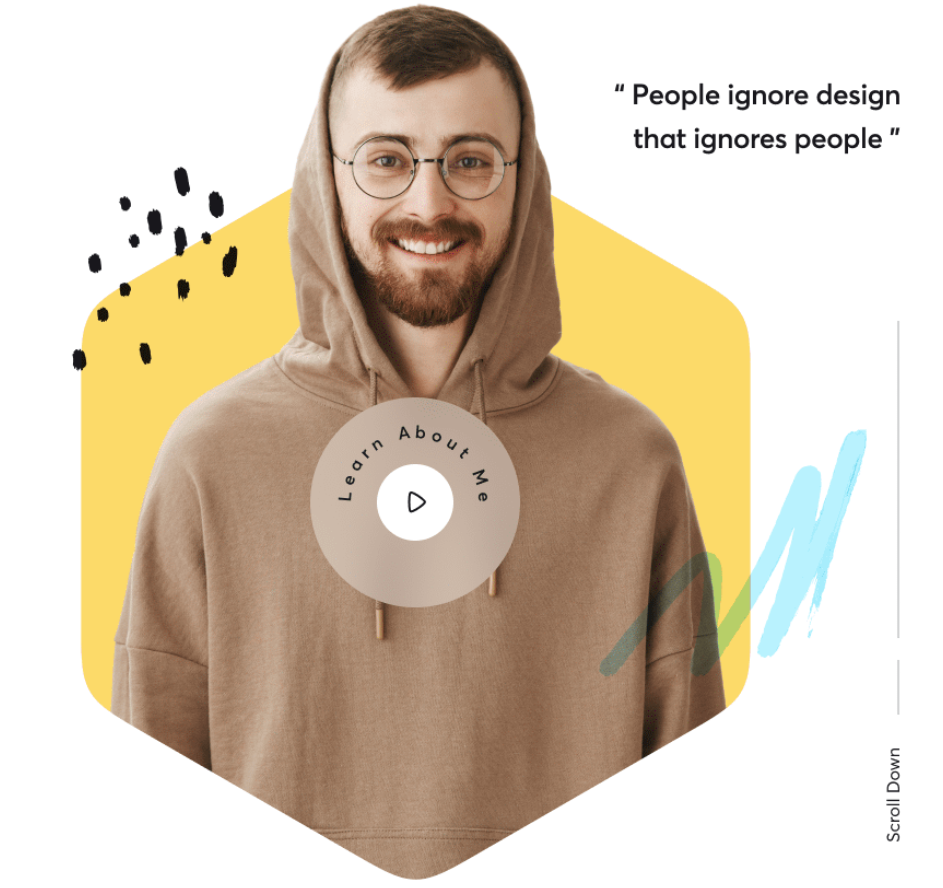 “ People ignore design
that ignores people ”
Learn About Me
Scroll Down